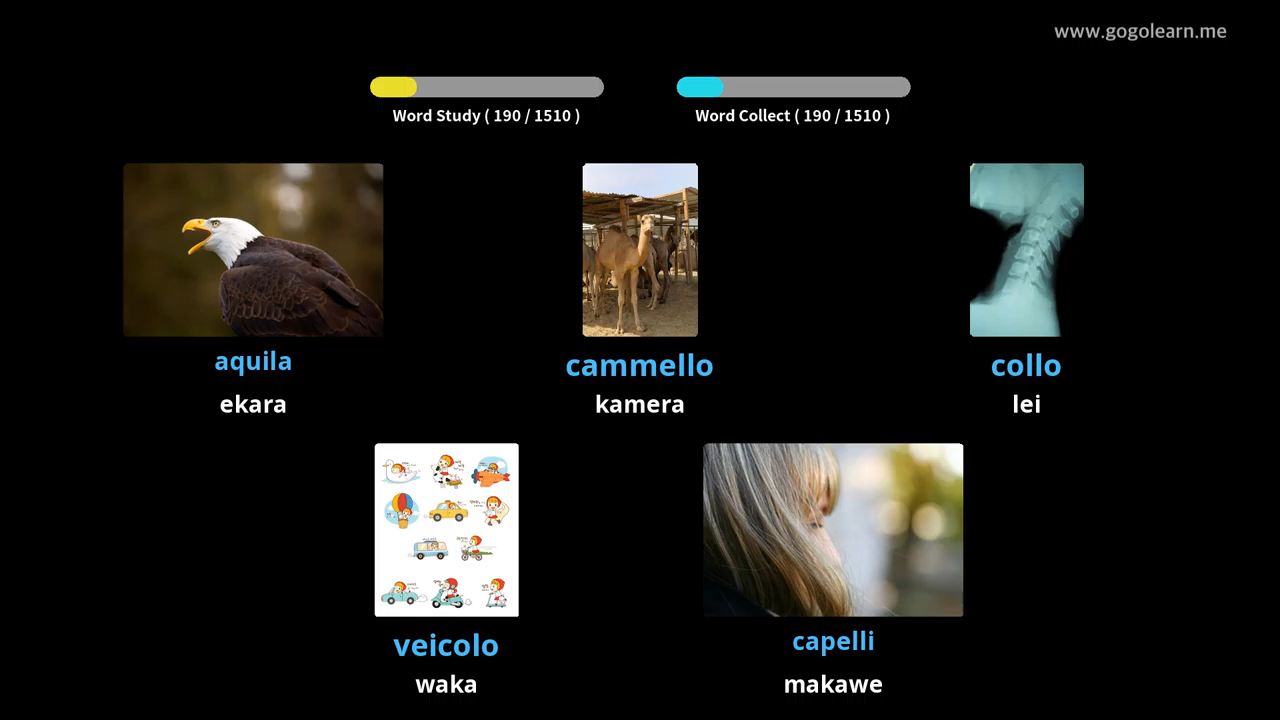 www.gogolearn.me
Word Study ( 190 / 1510 )
Word Collect ( 190 / 1510 )
aquila
ekara
cammello
kamera
collo
lei
veicolo
waka
capelli
makawe